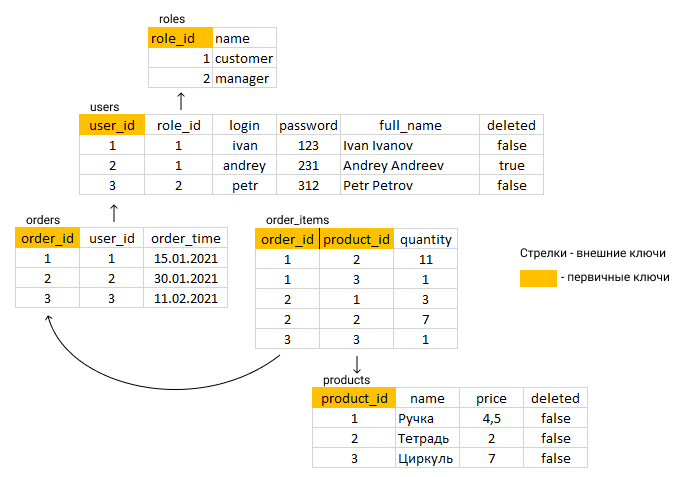 roles
role_id name
1 customer
2 manager
users
user_id role_id login password full_name deleted
1 1 ivan 123 Ivan Ivanov false
2 1 andrey 231 Andrey Andreev true
3 2 petr 312 Petr Petrov false
orders
order_id user_id order_time
1 1 15.01.2021
2 2 30.01.2021
3 3 11.02.2021
order_items
order_id product_id quantity
1 2 11
1 3 1
2 1 3
2 2 7
3 3 1
Стрелки - внешние ключи
- первичные ключи
products
product_id name price deleted
1 Ручка 4,5 false
2 Тетрадь 2 false
3 Циркуль 7 false